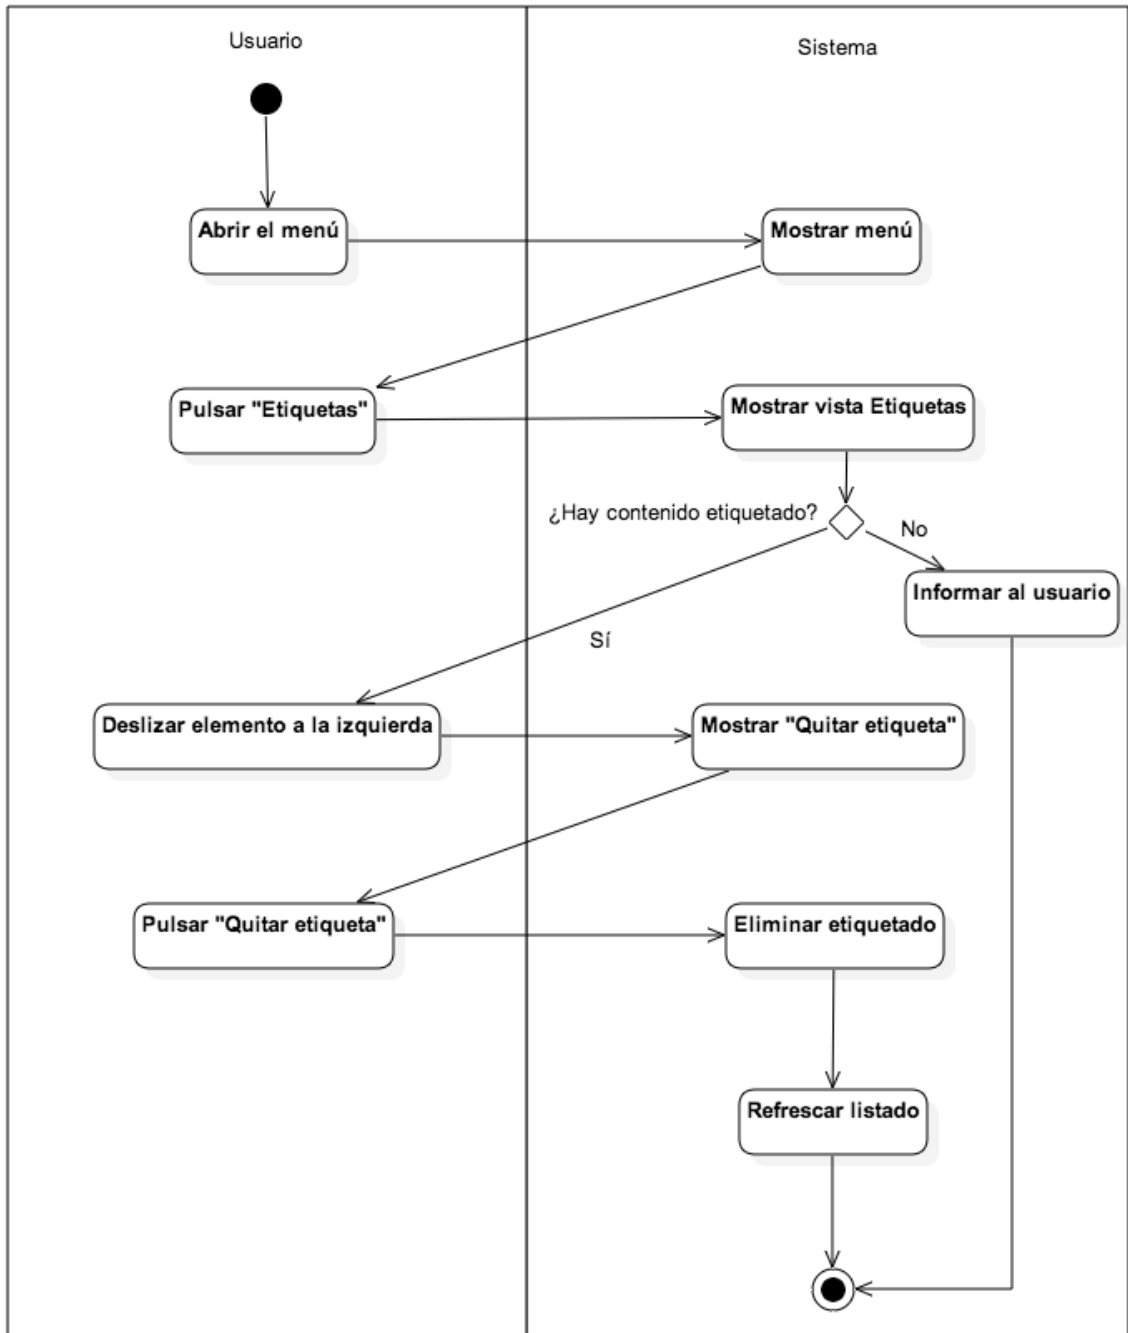 Usuario
Sistema
Abrir el menú
Mostrar menú
Pulsar "Etiquetas"
Mostrar vista Etiquetas
¿Hay contenido etiquetado?
No
Informar al usuario
Sí
Deslizar elemento a la izquierda
Mostrar "Quitar etiqueta"
Pulsar "Quitar etiqueta"
Eliminar etiquetado
Refrescar listado